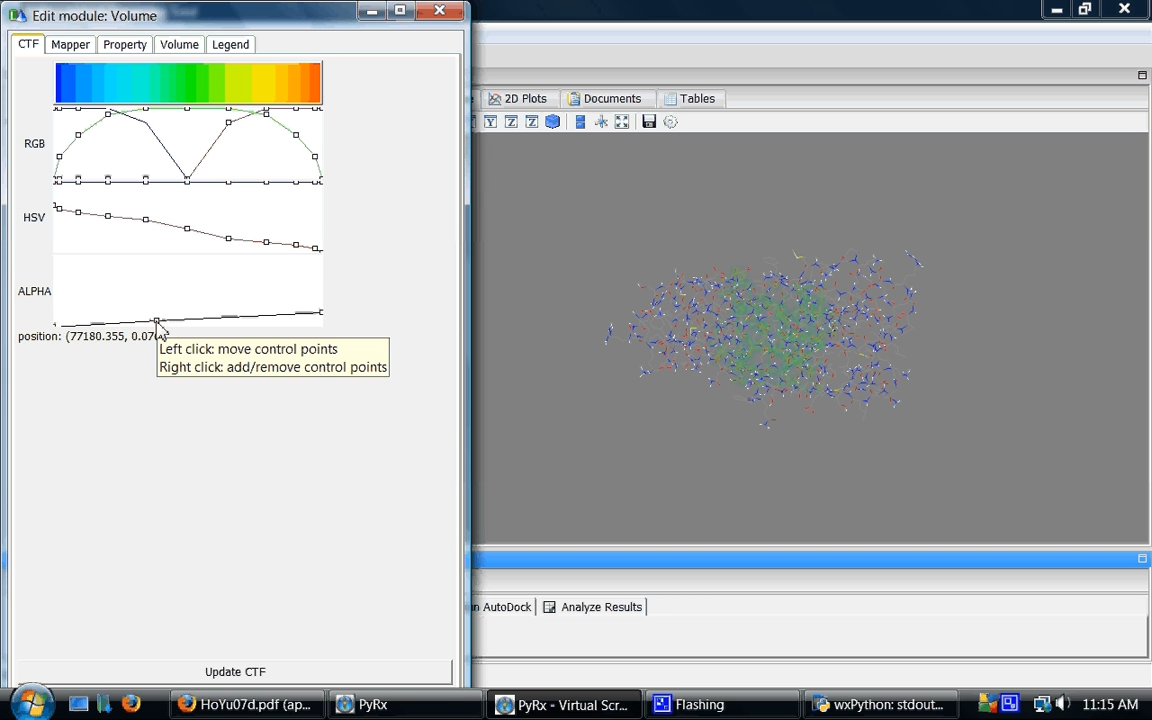 Edit module: Volume
CTF Mapper Property Volume Legend
RGB
HSV
ALPHA
position: (77180.355, 0.07
Left click: move control points
Right click: add/remove control points
Update CTF
2D Plots Documents Tables
Y Z Z
AutoDock Analyze Results
HoYu07d.pdf (ap... PyRx PyRx - Virtual Scr... Flashing wxPython: stdout... 11:15 AM